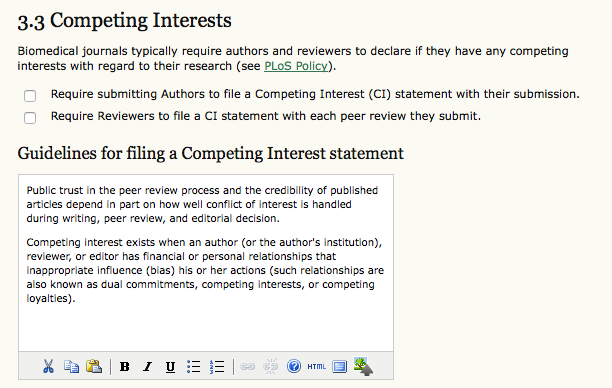 3.3 Competing Interests
Biomedical journals typically require authors and reviewers to declare if they have any competing
interests with regard to their research (see PLoS Policy).
Require submitting Authors to file a Competing Interest (CI) statement with their submission.
Require Reviewers to file a CI statement with each peer review they submit.
Guidelines for filing a Competing Interest statement
Public trust in the peer review process and the credibility of published
articles depend in part on how well conflict of interest is handled
during writing, peer review, and editorial decision.
Competing interest exists when an author (or the author's institution),
reviewer, or editor has financial or personal relationships that
inappropriate influence (bias) his or her actions (such relationships are
also known as dual commitments, competing interests, or competing
loyalties).
B I U HTML